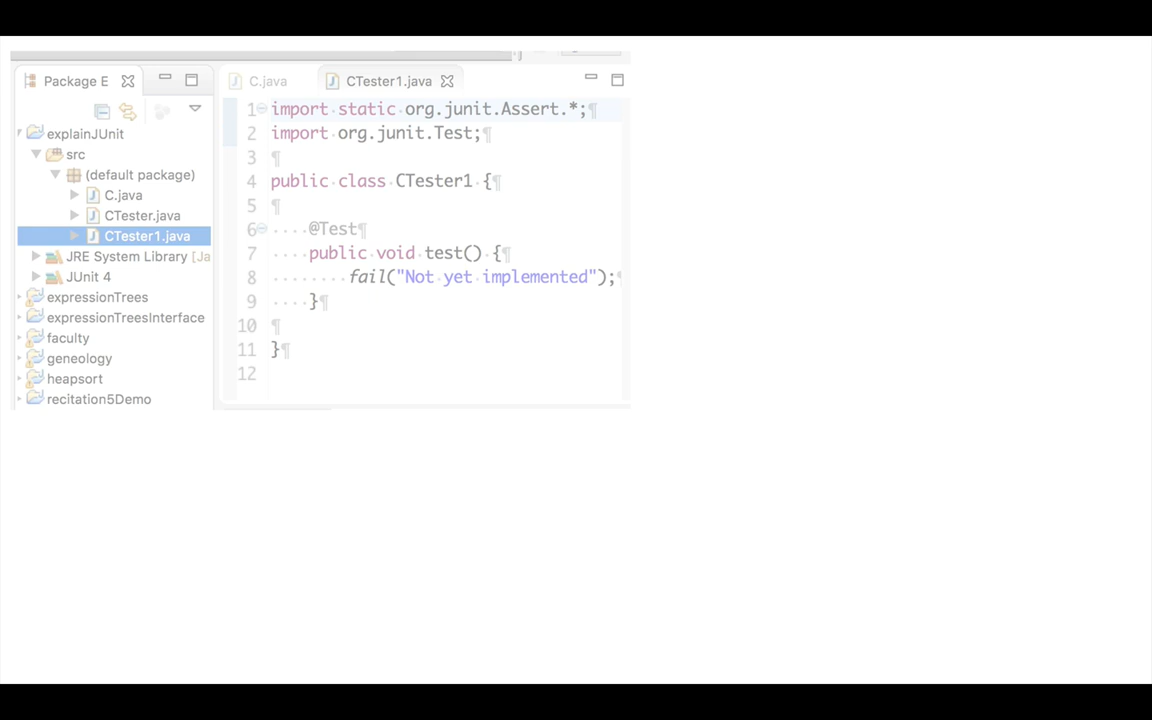 Package E
explainJUnit
src
(default package)
C.java
CTester.java
CTester1.java
JRE System Library [Ja
JUnit 4
expressionTrees
expressionTreesInterface
faculty
geneology
heapsort
recitation5Demo
C.java
CTester1.java
1 import static org.junit.Assert.*;¶
2 import org.junit.Test;¶
3 ¶
4 public class CTester1 {¶
5 ¶
6 ....@Test¶
7 public void test() {¶
8 ........fail("Not yet implemented");¶
9 ....}¶
10 ¶
11 }¶
12